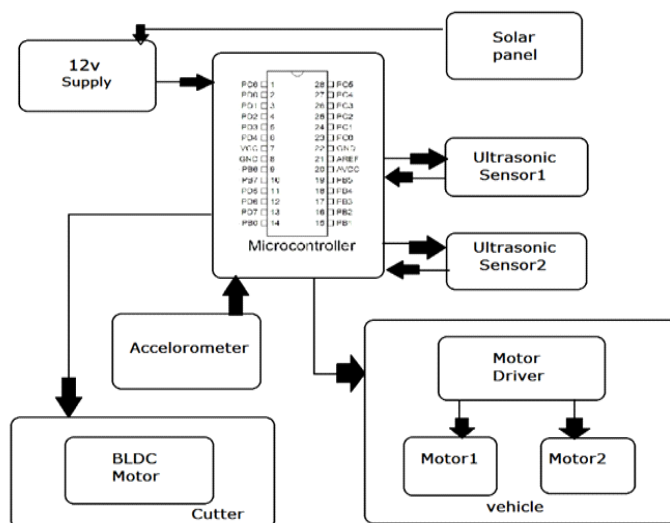 12v
Supply
Solar
panel
PC6 1 28 PC5
PD0 2 27 PC4
PD1 3 26 PC3
PD2 4 25 PC2
PD3 5 24 PC1
PD4 6 23 PC0
VCC 7 22 GND
GND 8 21 AREF
PB6 9 20 AVCC
PB7 10 19 PB5
PD5 11 18 PB4
PD6 12 17 PB3
PD7 13 16 PB2
PB0 14 15 PB1
Microcontroller
Ultrasonic
Sensor1
Ultrasonic
Sensor2
Accelorometer
Motor
Driver
Motor1
Motor2
vehicle
BLDC
Motor
Cutter